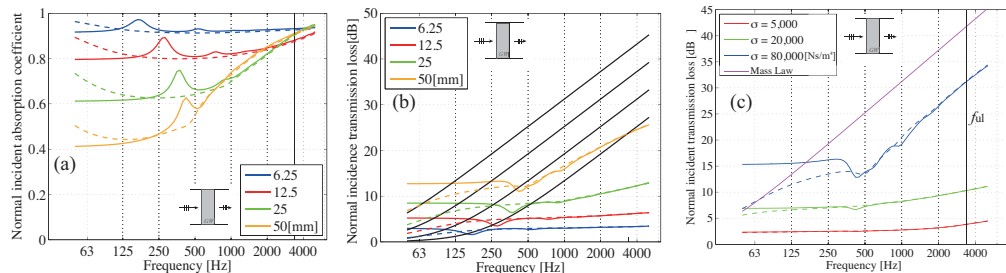 Normal incident absorption coefficient
1
0.8
0.6
0.4
0.2
0
(a)
GW
6.25
12.5
25
50[mm]
63 125 250 500 1000 2000 4000
Frequency [Hz]
Normal incidence transmission loss[dB]
50
40
30
20
10
0
6.25
12.5
25
50[mm]
GW
(b)
63 125 250 500 1000 2000 4000
Frequency [Hz]
Normal incident transmission loss[dB
45
40
35
30
25
20
15
10
5
0
σ = 5,000
σ = 20,000
σ = 80,000[Ns/m⁴]
Mass Law
GW
(c)
ful
63 125 250 500 1000 2000 4000
Frequency [Hz]